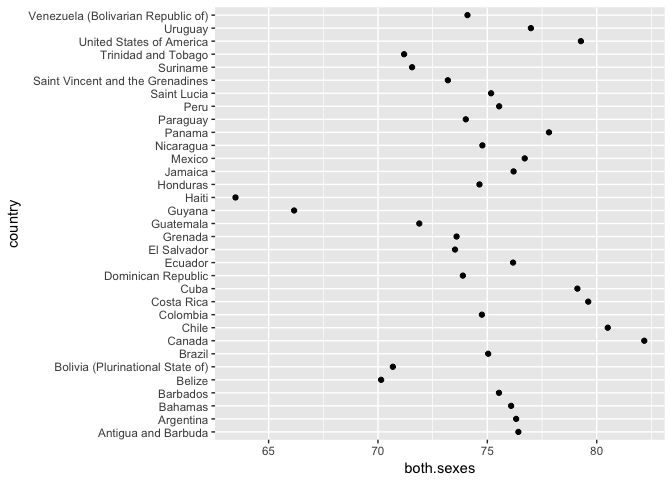 Venezuela (Bolivarian Republic of)
Uruguay
United States of America
Trinidad and Tobago
Suriname
Saint Vincent and the Grenadines
Saint Lucia
Peru
Paraguay
Panama
Nicaragua
Mexico
Jamaica
Honduras
Haiti
Guyana
Guatemala
Grenada
El Salvador
Ecuador
Dominican Republic
Cuba
Costa Rica
Colombia
Chile
Canada
Brazil
Bolivia (Plurinational State of)
Belize
Barbados
Bahamas
Argentina
Antigua and Barbuda
country
65 70 75 80
both.sexes